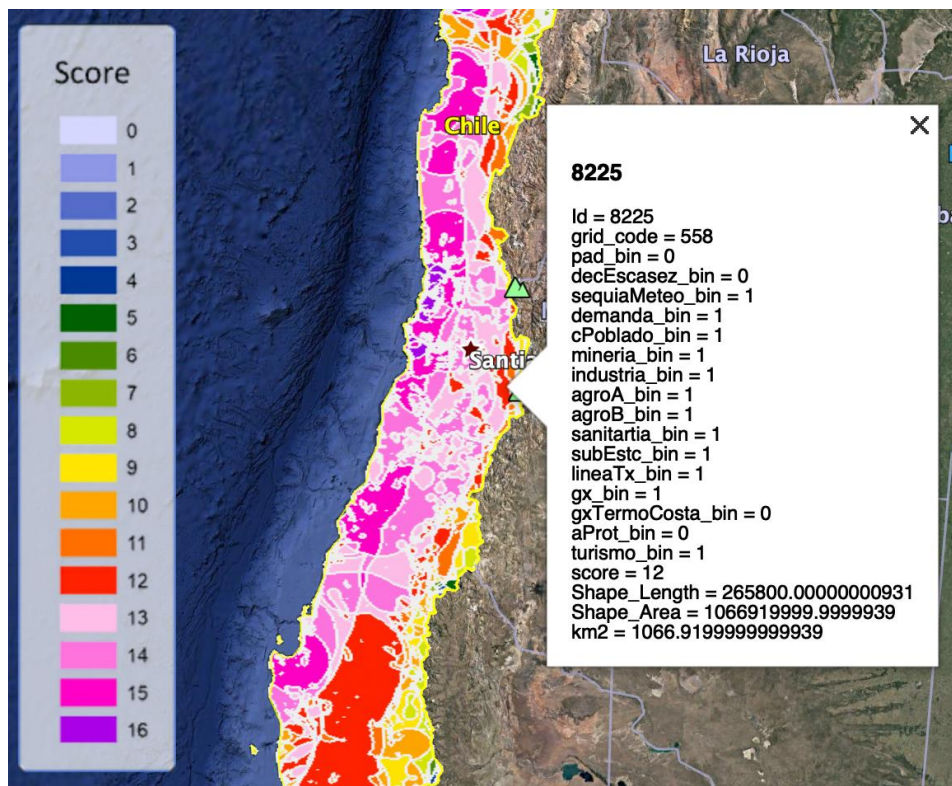 Score
0
1
2
3
4
5
6
7
8
9
10
11
12
13
14
15
16
La Rioja
Chile
Santia
8225
Id = 8225
grid_code = 558
pad_bin = 0
decEscasez_bin = 0
sequiaMeteo_bin = 1
demanda_bin = 1
cPoblado_bin = 1
mineria_bin = 1
industria_bin = 1
agroA_bin = 1
agroB_bin = 1
sanitartia_bin = 1
subEstc_bin = 1
lineaTx_bin = 1
gx_bin = 1
gxTermoCosta_bin = 0
aProt_bin = 0
turismo_bin = 1
score = 12
Shape_Length = 265800.00000000931
Shape_Area = 1066919999.9999939
km2 = 1066.9199999999939